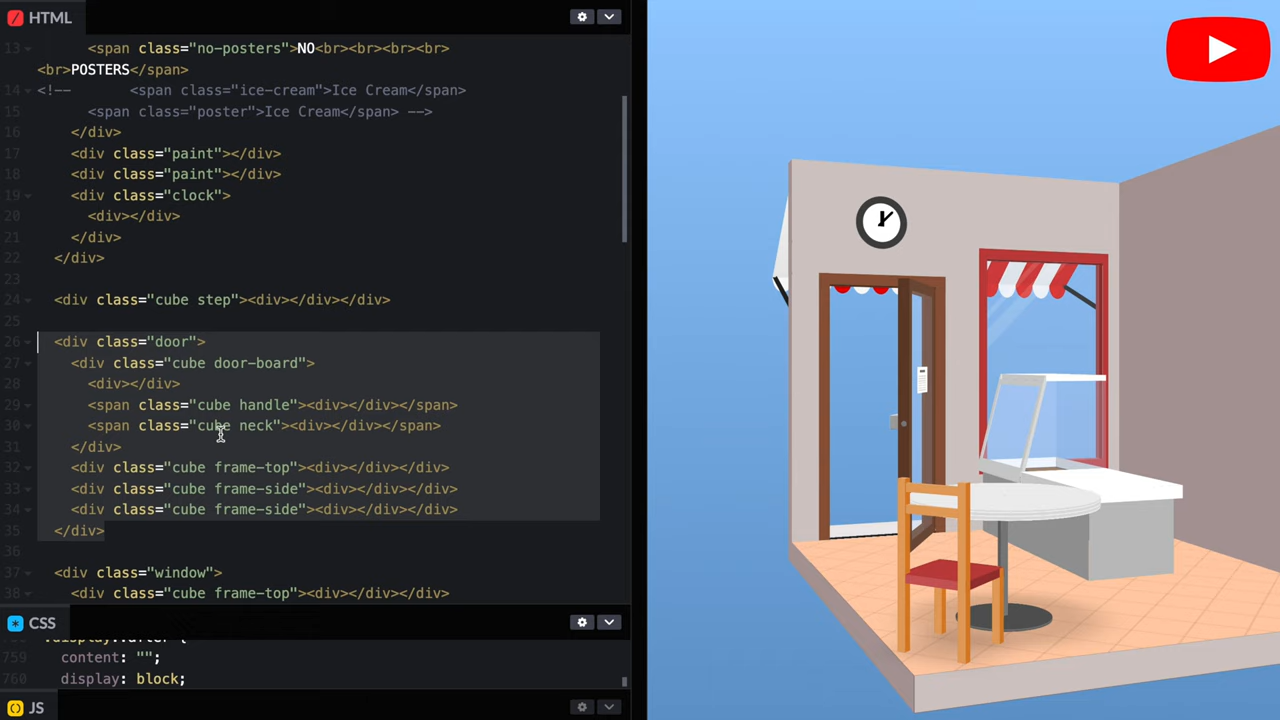 HTML
13 <span class="no-posters">NO<br><br><br><br>
<br>POSTERS</span>
14 <!-- <span class="ice-cream">Ice Cream</span>
15 <span class="poster">Ice Cream</span> -->
16 </div>
17 <div class="paint"></div>
18 <div class="paint"></div>
19 <div class="clock">
20 <div></div>
21 </div>
22 </div>
23
24 <div class="cube step"><div></div></div>
25
26 <div class="door">
27 <div class="cube door-board">
28 <div></div>
29 <span class="cube handle"><div></div></span>
30 <span class="cube neck"><div></div></span>
31 </div>
32 <div class="cube frame-top"><div></div></div>
33 <div class="cube frame-side"><div></div></div>
34 <div class="cube frame-side"><div></div></div>
35 </div>
36
37 <div class="window">
38 <div class="cube frame-top"><div></div></div>
CSS
.display::after {
759 content: "";
760 display: block;
JS